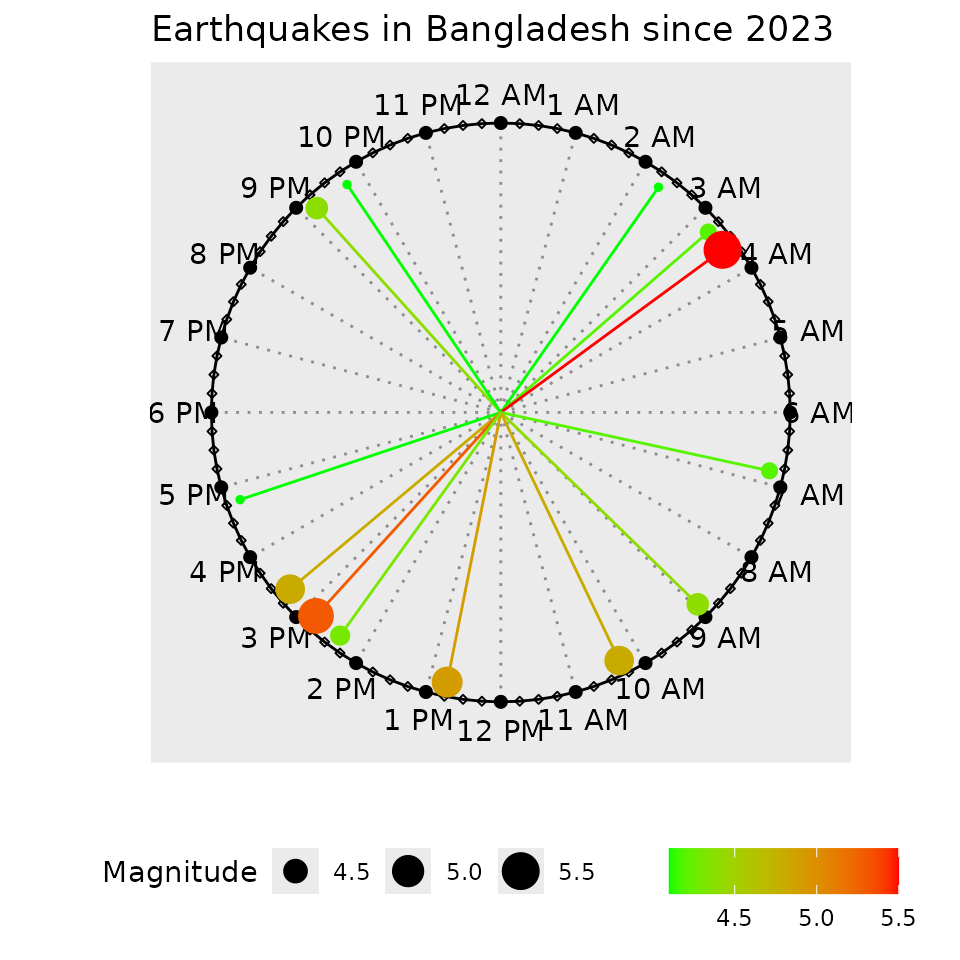 Earthquakes in Bangladesh since 2023
12 AM
11 PM
1 AM
10 PM
2 AM
9 PM
3 AM
8 PM
4 AM
7 PM
5 AM
6 PM
6 AM
5 PM
AM
4 PM
8 AM
3 PM
9 AM
2 PM
10 AM
1 PM
11 AM
12 PM
Magnitude 4.5 5.0 5.5
4.5 5.0 5.5